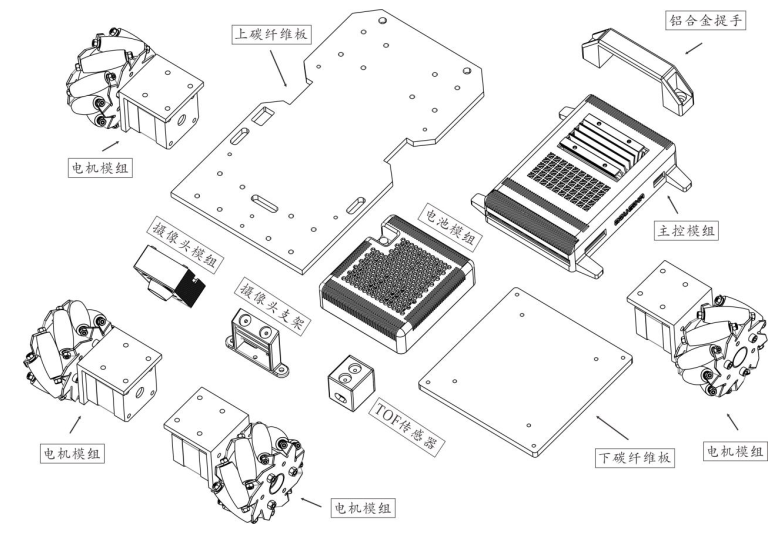 铝合金提手
上碳纤维板
电机模组
电池模组
摄像头模组
主控模组
摄像头支架
TOF传感器
电机模组
下碳纤维板
电机模组
电机模组